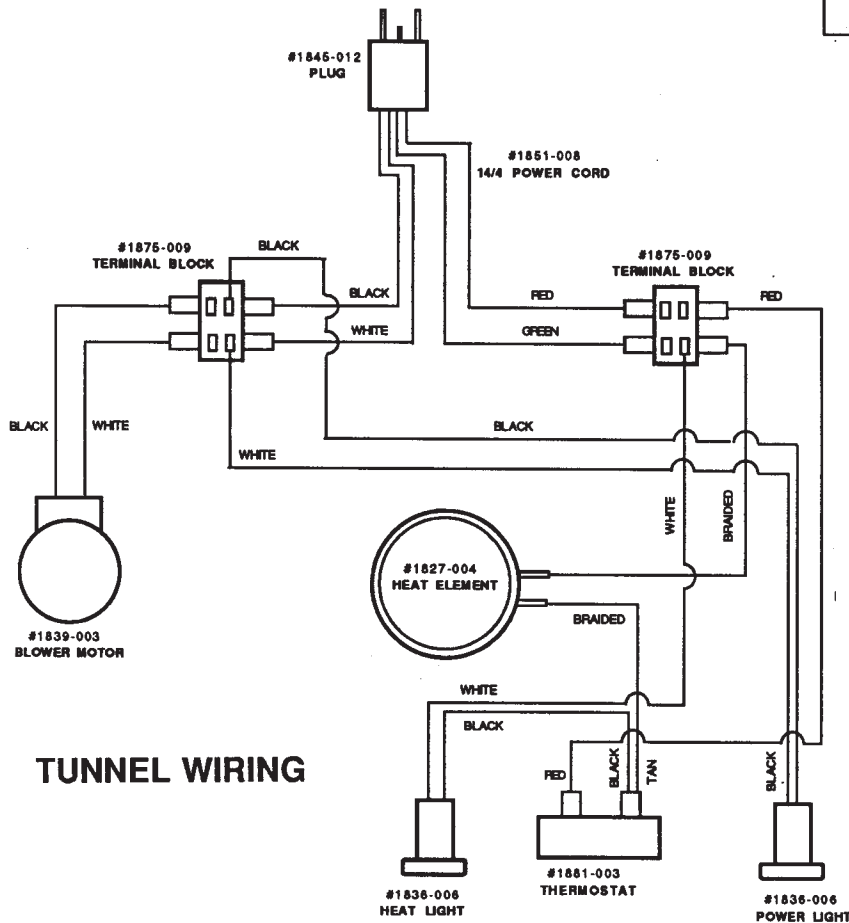 #1845-012
PLUG
#1851-008
14/4 POWER CORD
#1875-009
TERMINAL BLOCK
BLACK
#1875-009
TERMINAL BLOCK
BLACK
RED
RED
WHITE
GREEN
BLACK
WHITE
BLACK
WHITE
WHITE
BRAIDED
#1827-004
HEAT ELEMENT
BRAIDED
#1839-003
BLOWER MOTOR
WHITE
BLACK
TUNNEL WIRING
RED
BLACK
TAN
BLACK
#1836-006
HEAT LIGHT
#1881-003
THERMOSTAT
#1836-006
POWER LIGHT